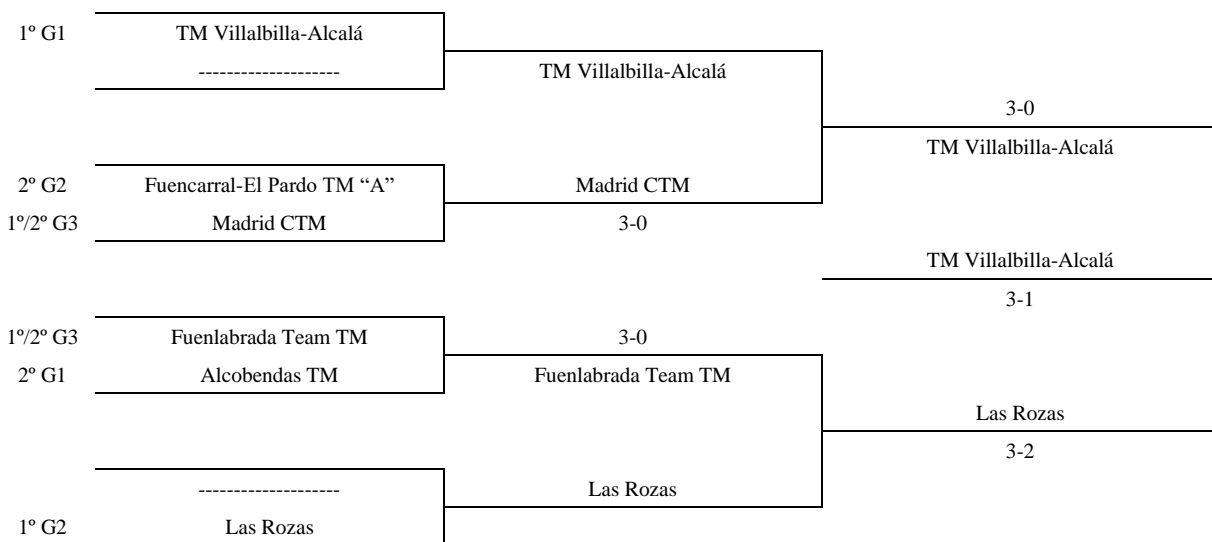 1º G1 TM Villalbilla-Alcalá
-------------------- TM Villalbilla-Alcalá
3-0
TM Villalbilla-Alcalá
2º G2 Fuencarral-El Pardo TM “A” Madrid CTM
1º/2º G3 Madrid CTM 3-0
TM Villalbilla-Alcalá
3-1
1º/2º G3 Fuenlabrada Team TM 3-0
2º G1 Alcobendas TM Fuenlabrada Team TM
Las Rozas
3-2
-------------------- Las Rozas
1º G2 Las Rozas